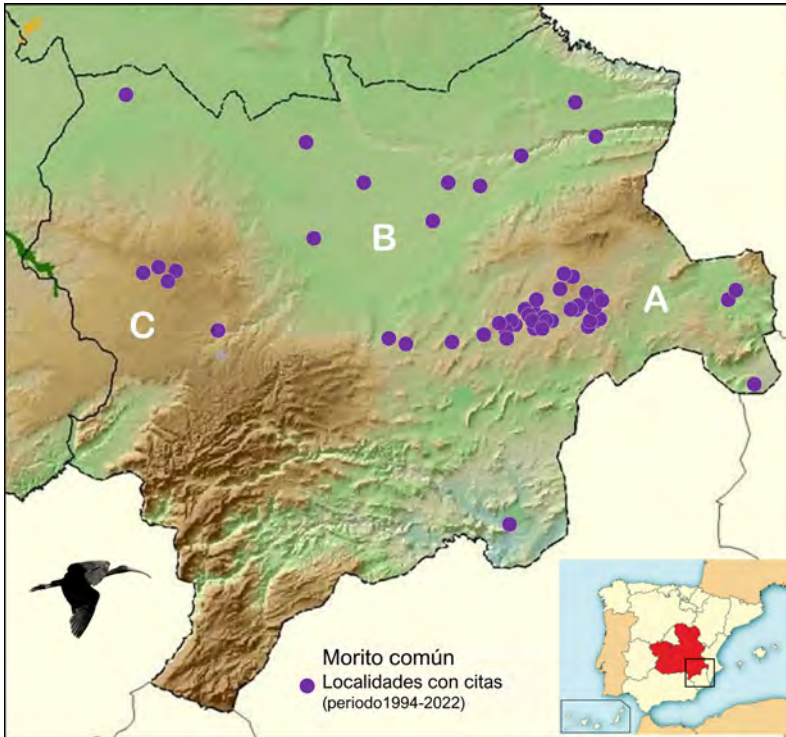 B
A
C
Morito común
Localidades con citas
(periodo1994-2022)